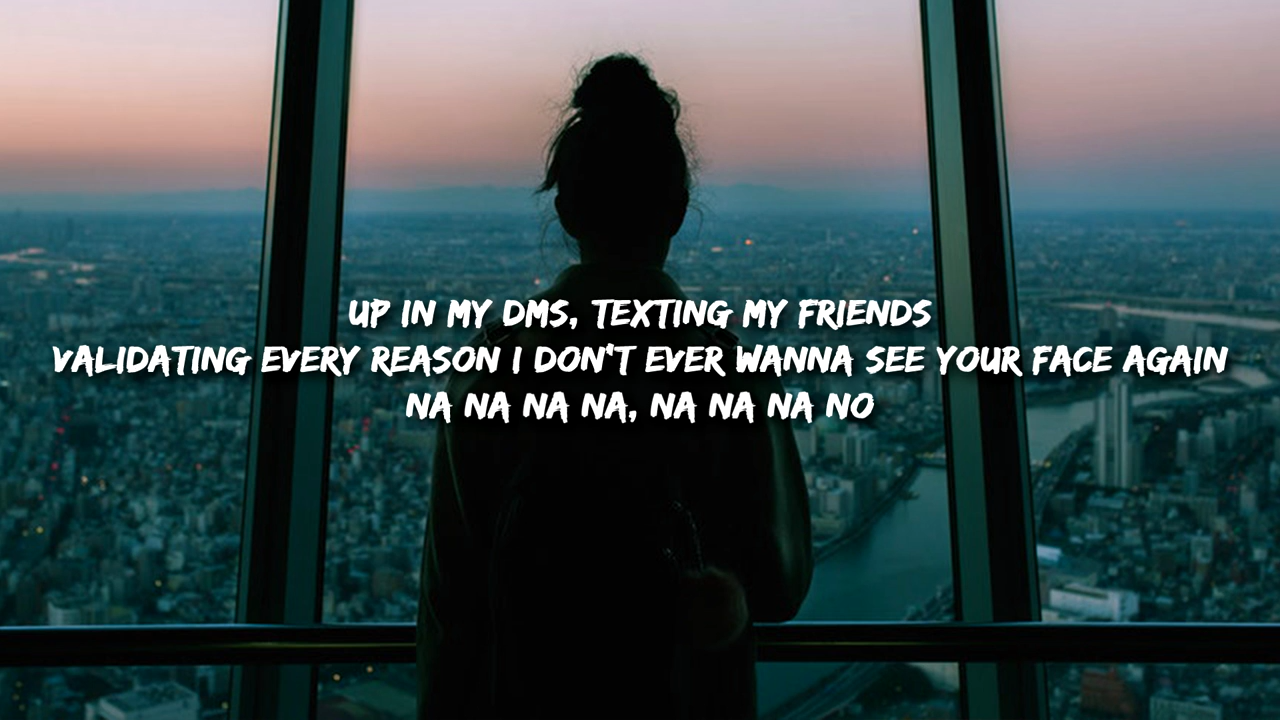 UP IN MY DMS, TEXTING MY FRIENDS
VALIDATING EVERY REASON I DON'T EVER WANNA SEE YOUR FACE AGAIN
NA NA NA NA, NA NA NA NO